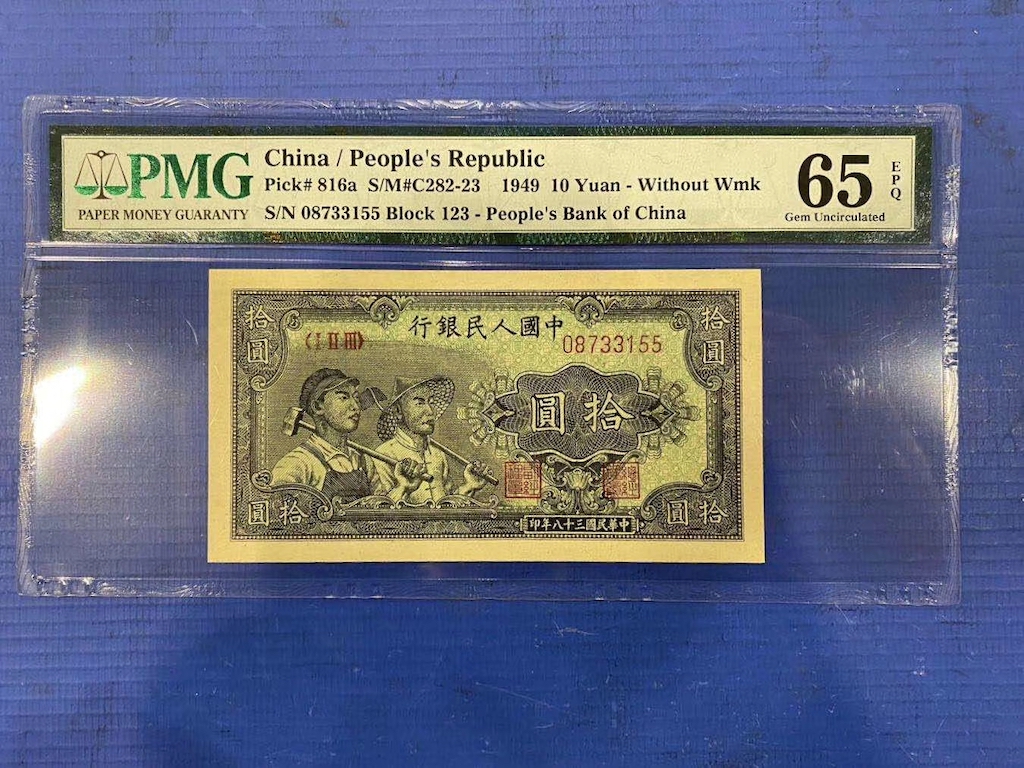 PMG
PAPER MONEY GUARANTY
China / People's Republic
Pick# 816a S/M#C282-23 1949 10 Yuan - Without Wmk
S/N 08733155 Block 123 - People's Bank of China
65
Gem Uncirculated
EPQ
行銀民人國中
拾圓
拾圓
(I II III)
08733155
圓拾
圓拾
圓拾
印年八十三國民華中